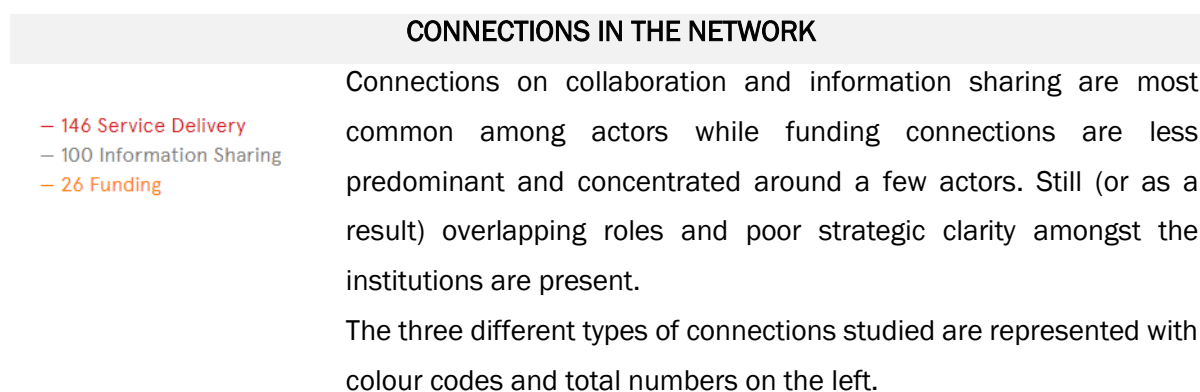 CONNECTIONS IN THE NETWORK
— 146 Service Delivery
— 100 Information Sharing
— 26 Funding
Connections on collaboration and information sharing are most
common among actors while funding connections are less
predominant and concentrated around a few actors. Still (or as a
result) overlapping roles and poor strategic clarity amongst the
institutions are present.
The three different types of connections studied are represented with
colour codes and total numbers on the left.